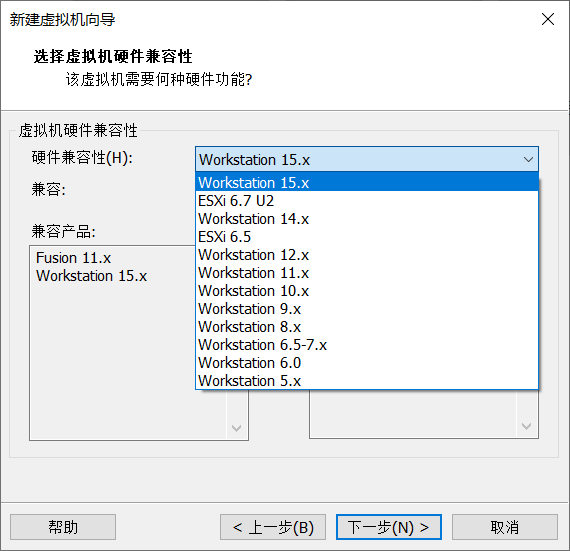 新建虚拟机向导
选择虚拟机硬件兼容性
该虚拟机需要何种硬件功能?
虚拟机硬件兼容性
硬件兼容性(H):
Workstation 15.x
兼容:
Workstation 15.x
ESXi 6.7 U2
Workstation 14.x
ESXi 6.5
Workstation 12.x
Workstation 11.x
Workstation 10.x
Workstation 9.x
Workstation 8.x
Workstation 6.5-7.x
Workstation 6.0
Workstation 5.x
兼容产品:
Fusion 11.x
Workstation 15.x
帮助
< 上一步(B)
下一步(N) >
取消